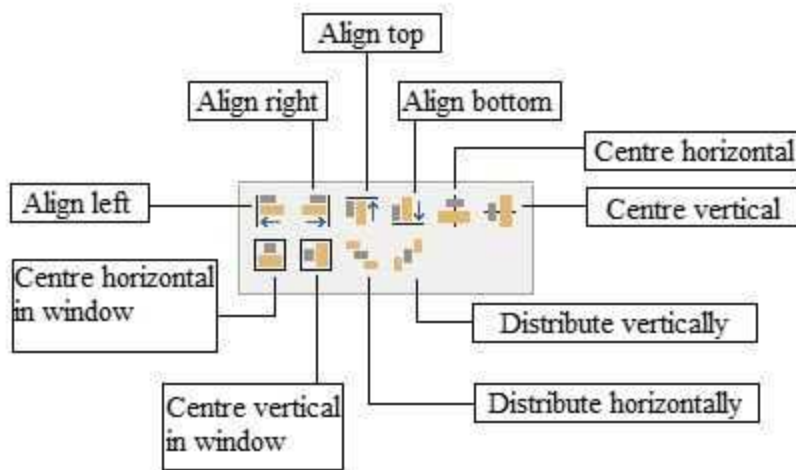 Align top
Align right
Align bottom
Centre horizontal
Align left
Centre vertical
Centre horizontal
in window
Distribute vertically
Centre vertical
in window
Distribute horizontally